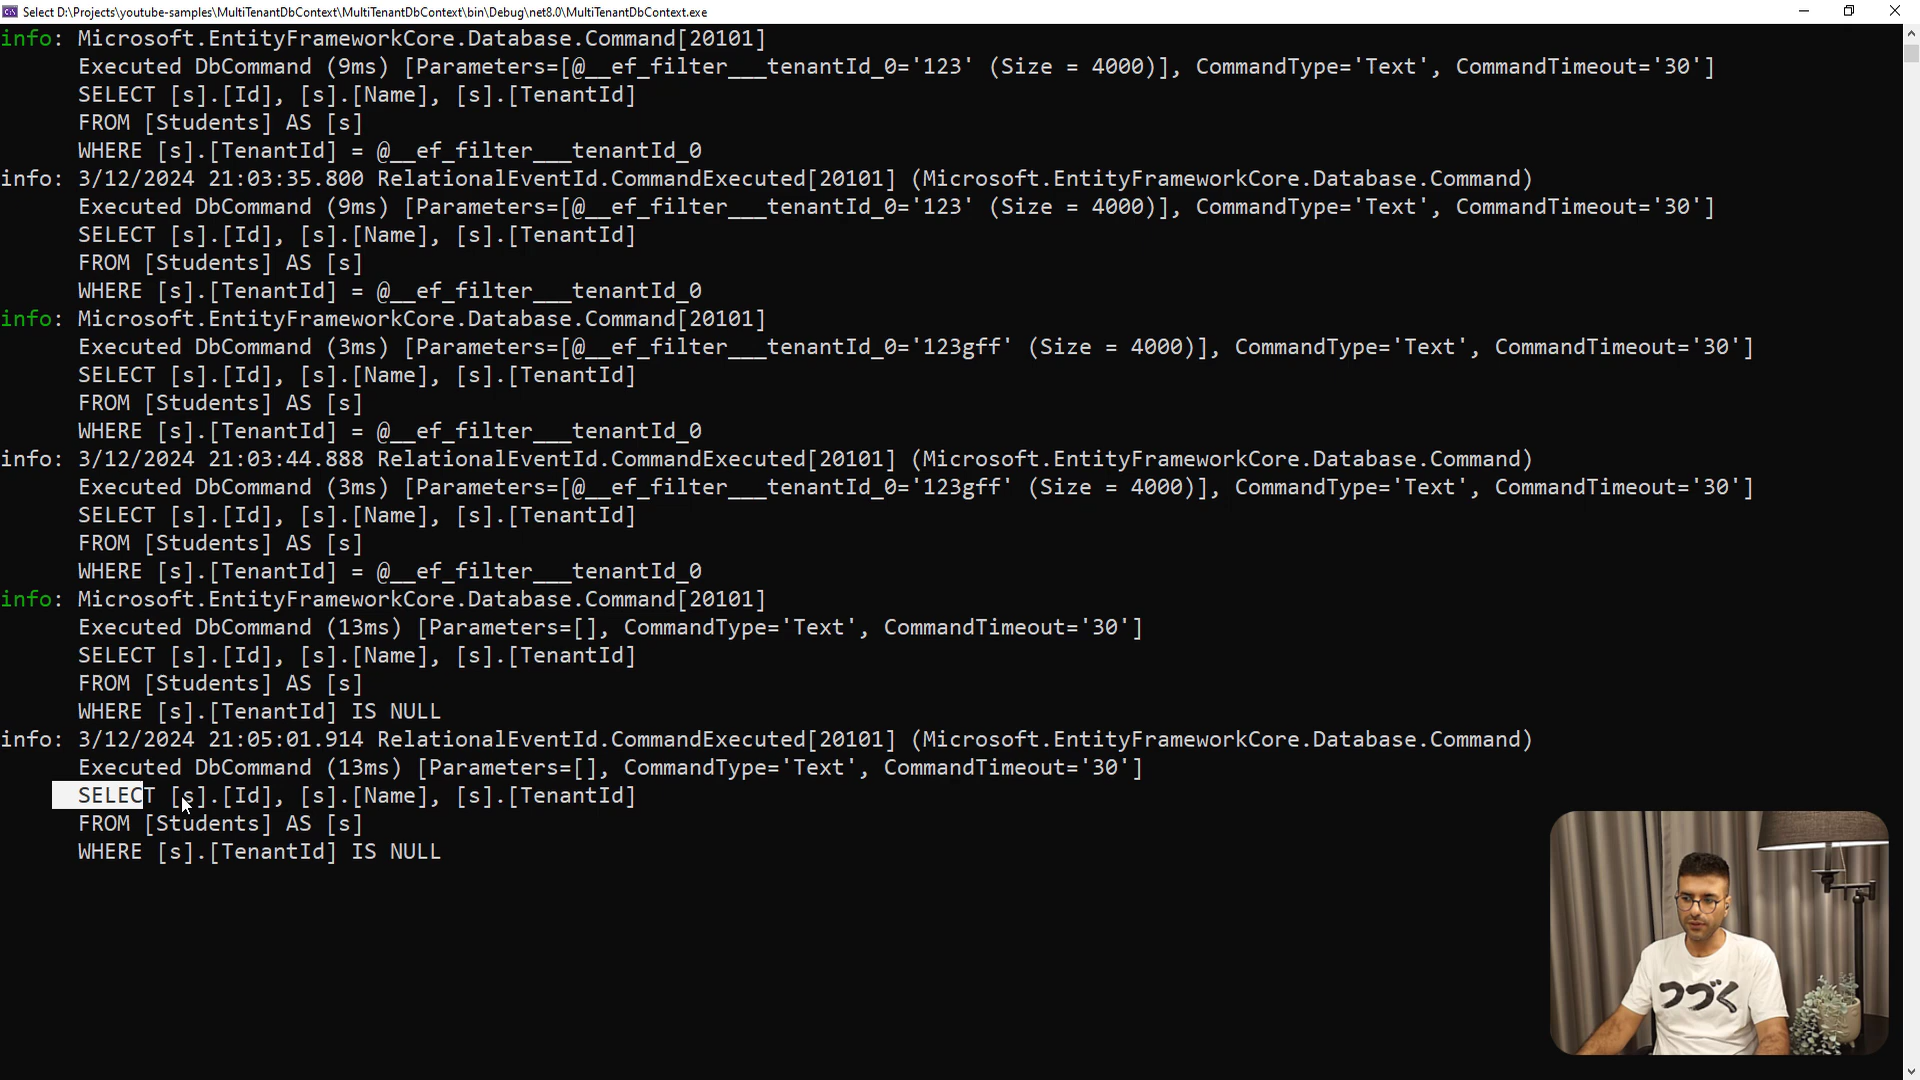 Select D:\Projects\youtube-samples\MultiTenantDbContext\MultiTenantDbContext\bin\Debug\net8.0\MultiTenantDbContext.exe
info: Microsoft.EntityFrameworkCore.Database.Command[20101]
Executed DbCommand (9ms) [Parameters=[@__ef_filter___tenantId_0='123' (Size = 4000)], CommandType='Text', CommandTimeout='30']
SELECT [s].[Id], [s].[Name], [s].[TenantId]
FROM [Students] AS [s]
WHERE [s].[TenantId] = @__ef_filter___tenantId_0
info: 3/12/2024 21:03:35.800 RelationalEventId.CommandExecuted[20101] (Microsoft.EntityFrameworkCore.Database.Command)
Executed DbCommand (9ms) [Parameters=[@__ef_filter___tenantId_0='123' (Size = 4000)], CommandType='Text', CommandTimeout='30']
SELECT [s].[Id], [s].[Name], [s].[TenantId]
FROM [Students] AS [s]
WHERE [s].[TenantId] = @__ef_filter___tenantId_0
info: Microsoft.EntityFrameworkCore.Database.Command[20101]
Executed DbCommand (3ms) [Parameters=[@__ef_filter___tenantId_0='123gff' (Size = 4000)], CommandType='Text', CommandTimeout='30']
SELECT [s].[Id], [s].[Name], [s].[TenantId]
FROM [Students] AS [s]
WHERE [s].[TenantId] = @__ef_filter___tenantId_0
info: 3/12/2024 21:03:44.888 RelationalEventId.CommandExecuted[20101] (Microsoft.EntityFrameworkCore.Database.Command)
Executed DbCommand (3ms) [Parameters=[@__ef_filter___tenantId_0='123gff' (Size = 4000)], CommandType='Text', CommandTimeout='30']
SELECT [s].[Id], [s].[Name], [s].[TenantId]
FROM [Students] AS [s]
WHERE [s].[TenantId] = @__ef_filter___tenantId_0
info: Microsoft.EntityFrameworkCore.Database.Command[20101]
Executed DbCommand (13ms) [Parameters=[], CommandType='Text', CommandTimeout='30']
SELECT [s].[Id], [s].[Name], [s].[TenantId]
FROM [Students] AS [s]
WHERE [s].[TenantId] IS NULL
info: 3/12/2024 21:05:01.914 RelationalEventId.CommandExecuted[20101] (Microsoft.EntityFrameworkCore.Database.Command)
Executed DbCommand (13ms) [Parameters=[], CommandType='Text', CommandTimeout='30']
SELECT [s].[Id], [s].[Name], [s].[TenantId]
FROM [Students] AS [s]
WHERE [s].[TenantId] IS NULL
つづく